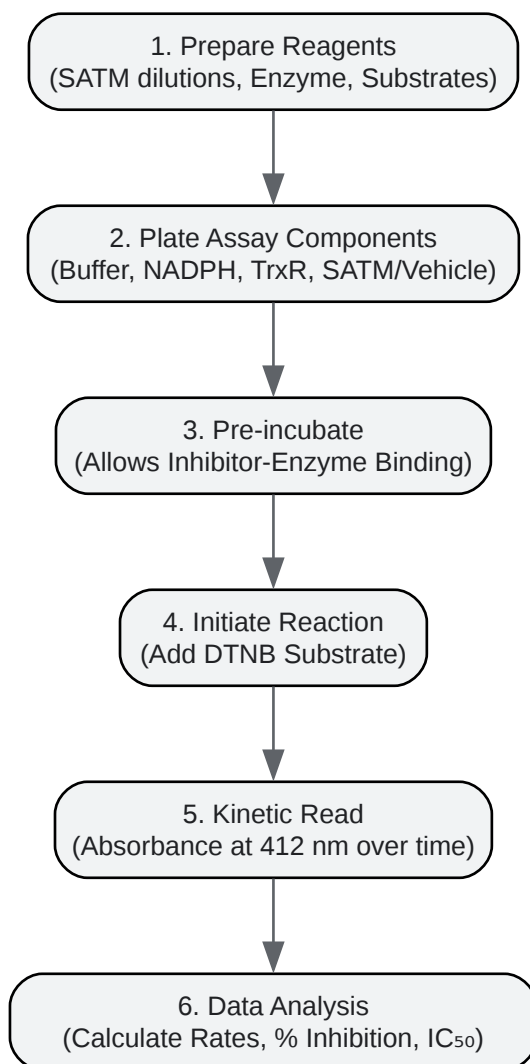 1. Prepare Reagents
(SATM dilutions, Enzyme, Substrates)
2. Plate Assay Components
(Buffer, NADPH, TrxR, SATM/Vehicle)
3. Pre-incubate
(Allows Inhibitor-Enzyme Binding)
4. Initiate Reaction
(Add DTNB Substrate)
5. Kinetic Read
(Absorbance at 412 nm over time)
6. Data Analysis
(Calculate Rates, % Inhibition, IC₅₀)